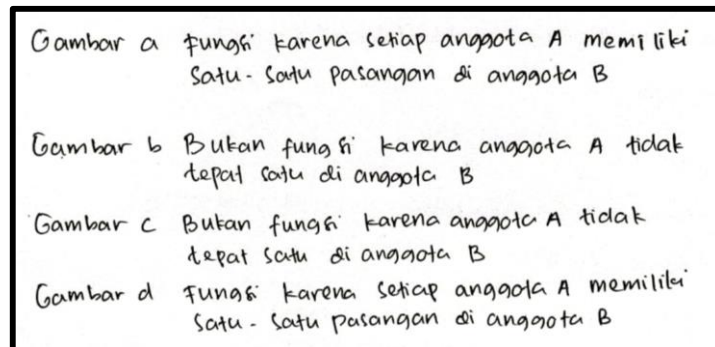 Gambar a Fungsi karena setiap anggota A memiliki
satu-satu pasangan di anggota B
Gambar b Bukan fungsi karena anggota A tidak
tepat satu di anggota B
Gambar c Bukan fungsi karena anggota A tidak
tepat satu di anggota B
Gambar d Fungsi karena setiap anggota A memiliki
satu-satu pasangan di anggota B